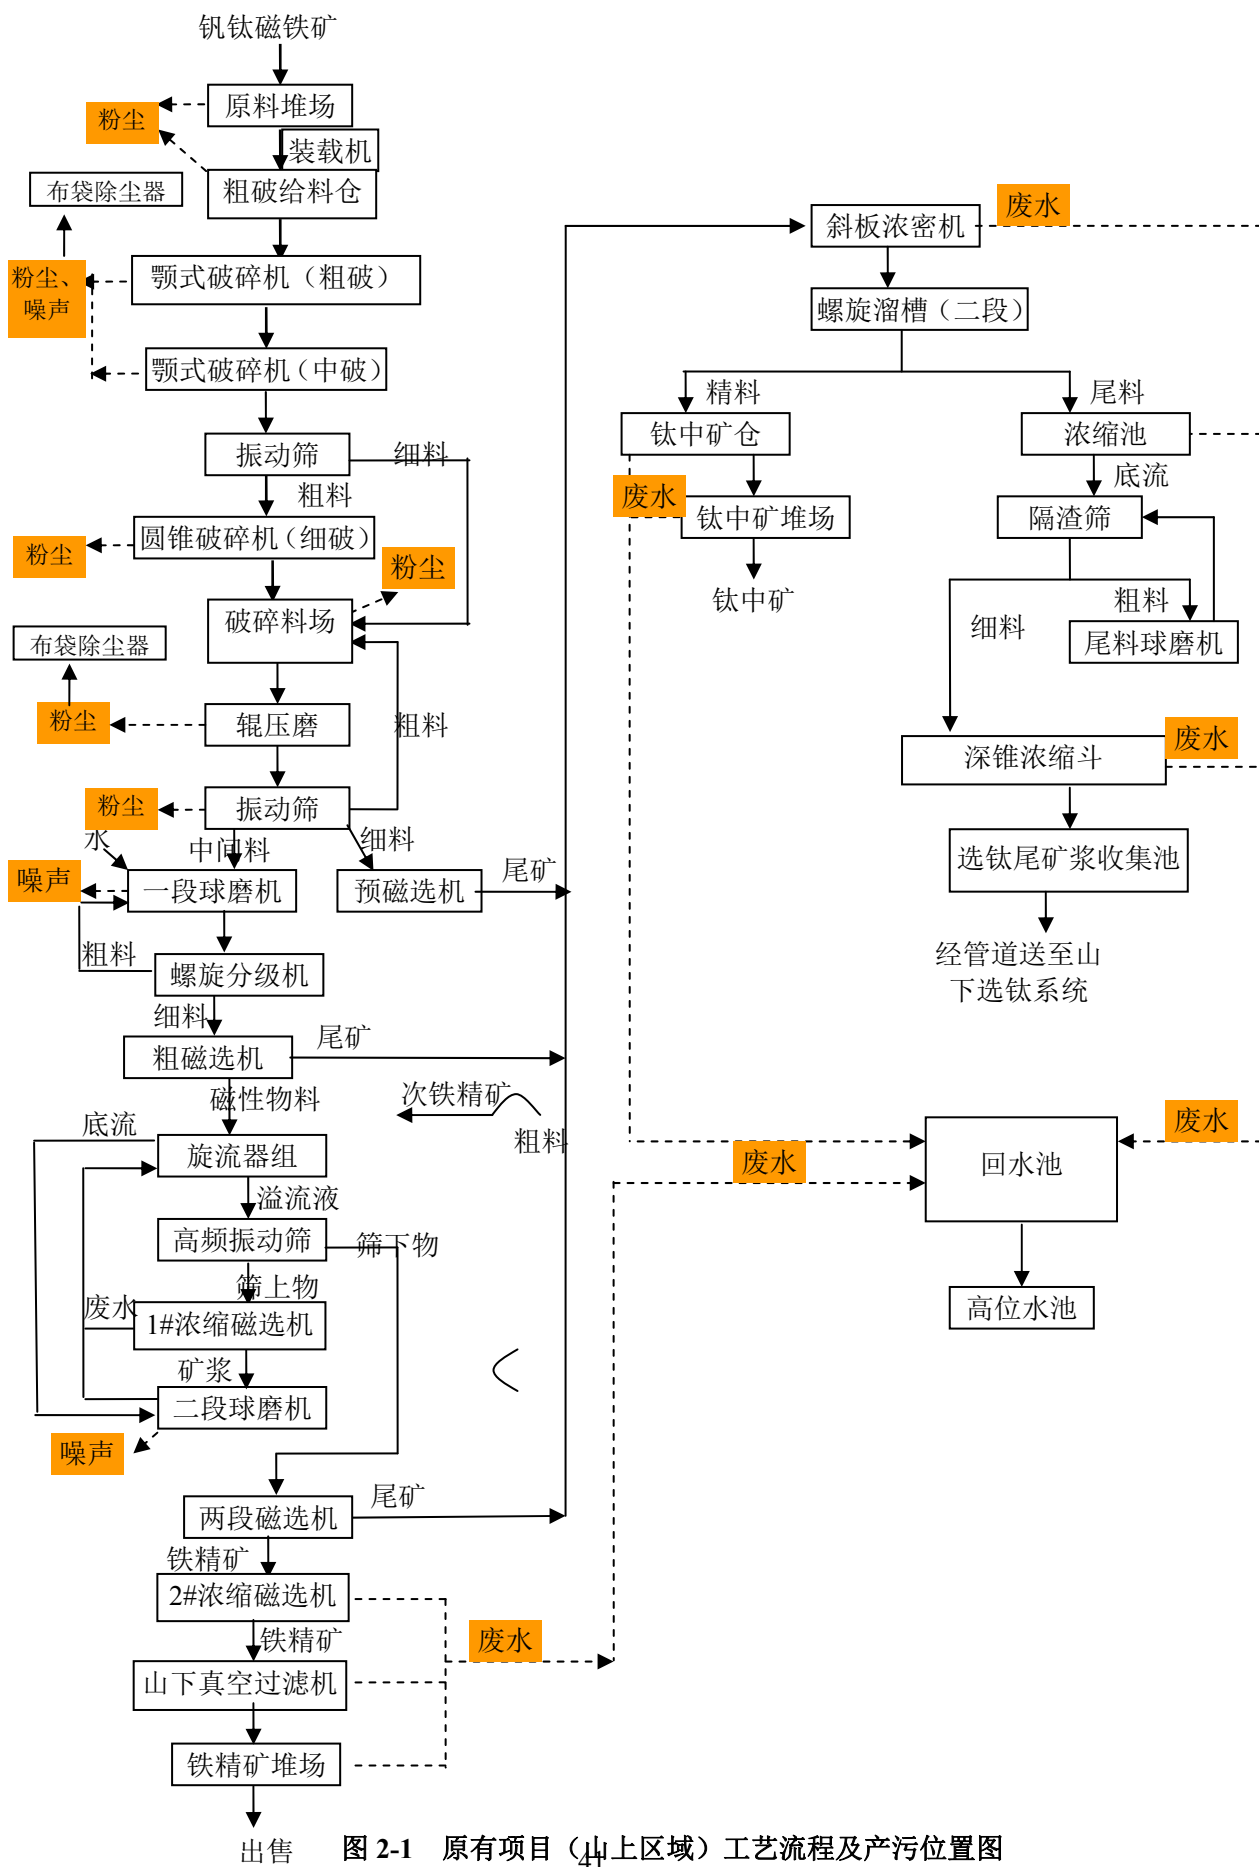 钒钛磁铁矿
原料堆场
粉尘
装载机
粗破给料仓
布袋除尘器
粉尘、
噪声
颚式破碎机（粗破）
颚式破碎机（中破）
振动筛
细料
粗料
圆锥破碎机（细破）
粉尘
粉尘
破碎料场
布袋除尘器
粉尘
辊压磨
粗料
振动筛
粉尘
水
中间料
细料
噪声
一段球磨机
预磁选机
尾矿
粗料
螺旋分级机
细料
粗磁选机
尾矿
磁性物料
次铁精矿
粗料
底流
旋流器组
溢流液
高频振动筛
筛下物
筛上物
废水
1#浓缩磁选机
矿浆
二段球磨机
噪声
两段磁选机
尾矿
铁精矿
2#浓缩磁选机
铁精矿
废水
山下真空过滤机
铁精矿堆场
出售
斜板浓密机
废水
螺旋溜槽（二段）
精料
尾料
钛中矿仓
浓缩池
废水
底流
钛中矿堆场
隔渣筛
钛中矿
粗料
细料
尾料球磨机
深锥浓缩斗
废水
选钛尾矿浆收集池
经管道送至山
下选钛系统
废水
回水池
废水
高位水池
图 2-1 原有项目（山上区域）工艺流程及产污位置图
41